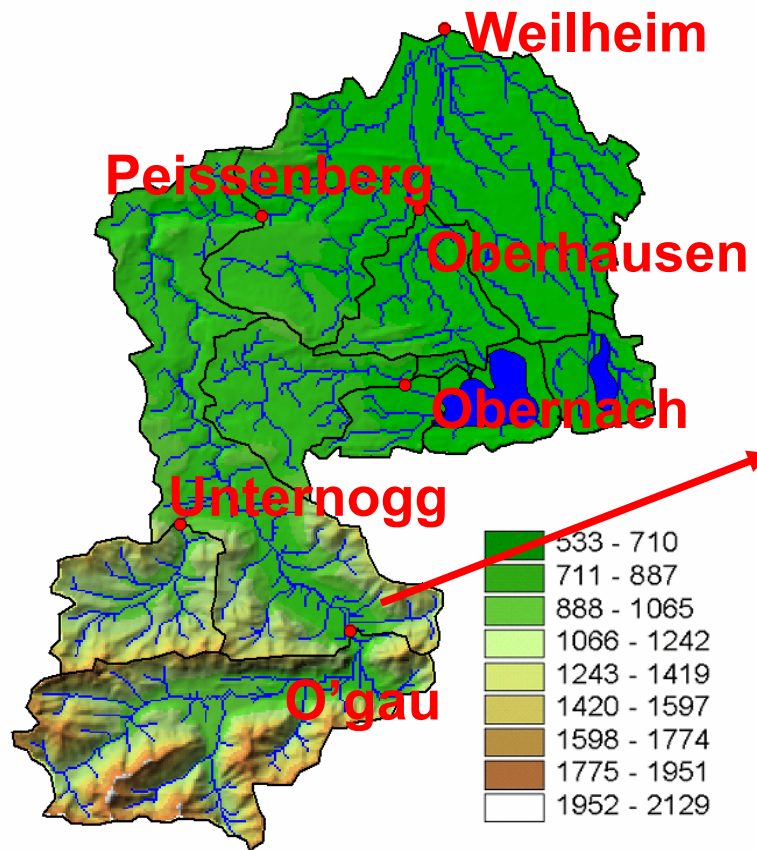 Weilheim
Peissenberg
Oberhausen
Obernach
Unternogg
O'gau
533 - 710
711 - 887
888 - 1065
1066 - 1242
1243 - 1419
1420 - 1597
1598 - 1774
1775 - 1951
1952 - 2129